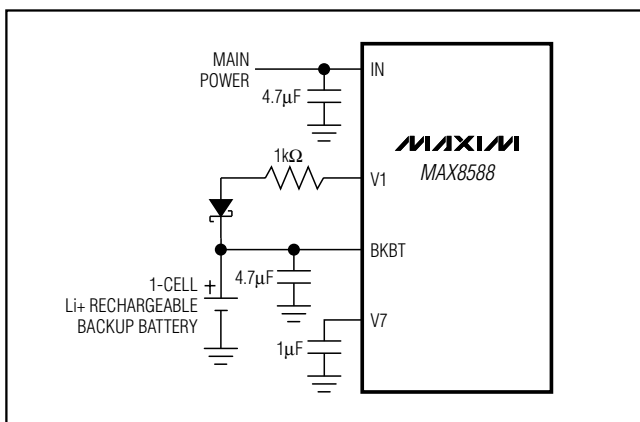 MAIN
POWER
IN
4.7µF
MAXIM
MAX8588
1kΩ
V1
BKBT
1-CELL +
Li+ RECHARGEABLE
BACKUP BATTERY
4.7µF
V7
1µF